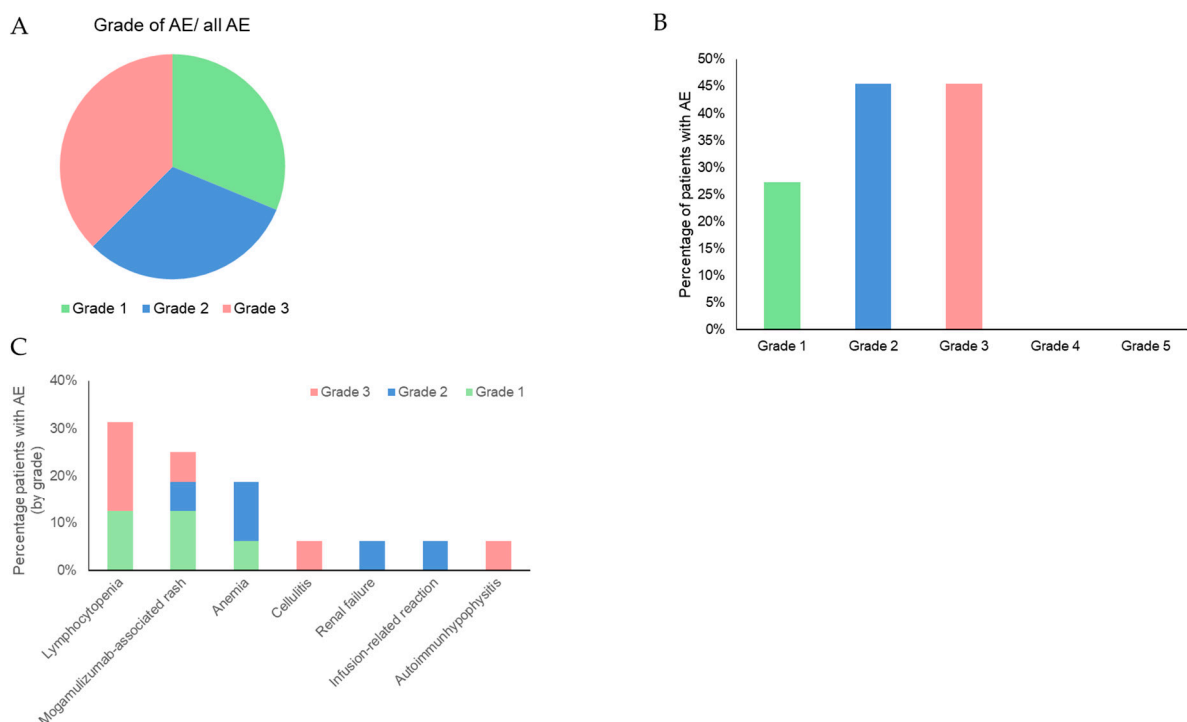 A
Grade of AE/ all AE
Grade 1 Grade 2 Grade 3
B
Percentage of patients with AE
50%
45%
40%
35%
30%
25%
20%
15%
10%
5%
0%
Grade 1 Grade 2 Grade 3 Grade 4 Grade 5
C
Percentage patients with AE
(by grade)
40%
30%
20%
10%
0%
Grade 3 Grade 2 Grade 1
Lymphocytopenia
Mogamulizumab-associated rash
Anemia
Cellulitis
Renal failure
Infusion-related reaction
Autoimmunhypophysitis